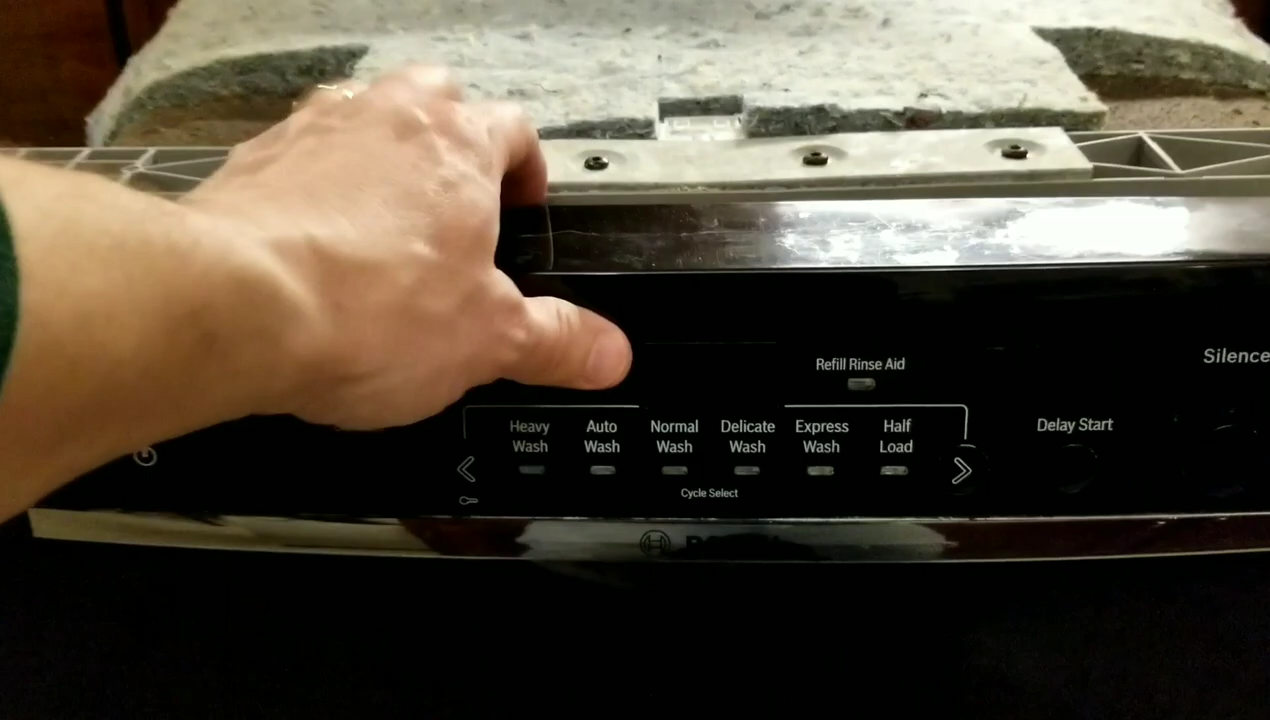 Refill Rinse Aid
Silence
Heavy Wash
Auto Wash
Normal Wash
Delicate Wash
Express Wash
Half Load
Delay Start
Cycle Select